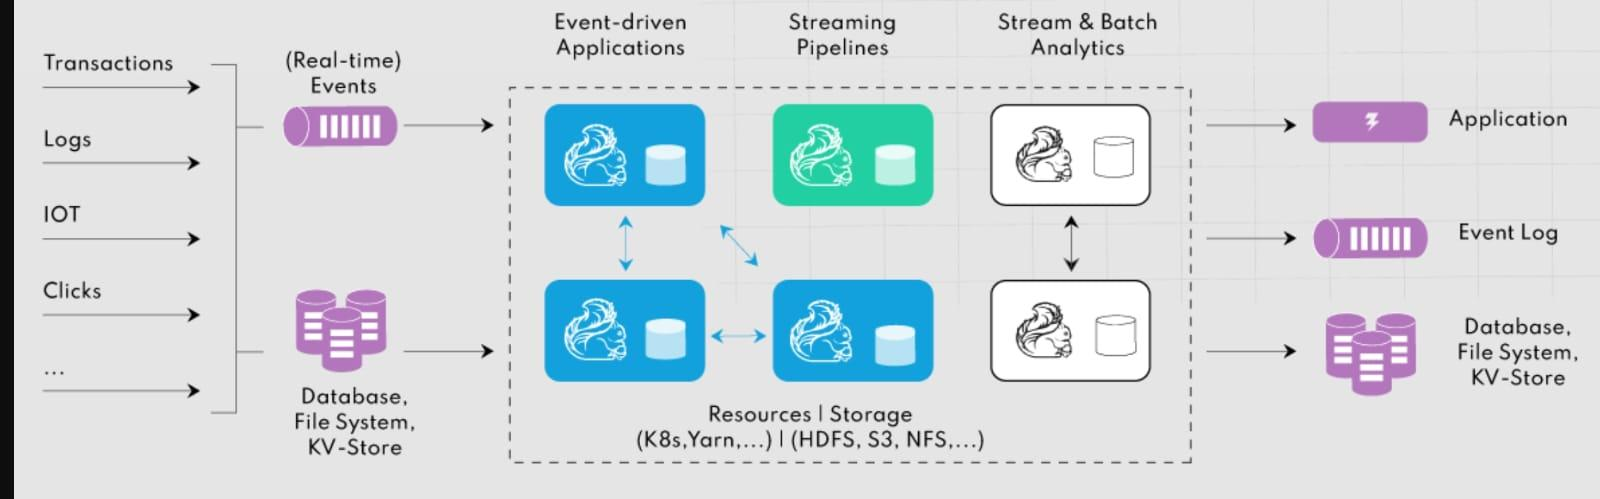 Event-driven
Applications
Streaming
Pipelines
Stream & Batch
Analytics
Transactions
Logs
IOT
Clicks
...
(Real-time)
Events
Database,
File System,
KV-Store
Resources | Storage
(K8s,Yarn,...) | (HDFS, S3, NFS,...)
Application
Event Log
Database,
File System,
KV-Store